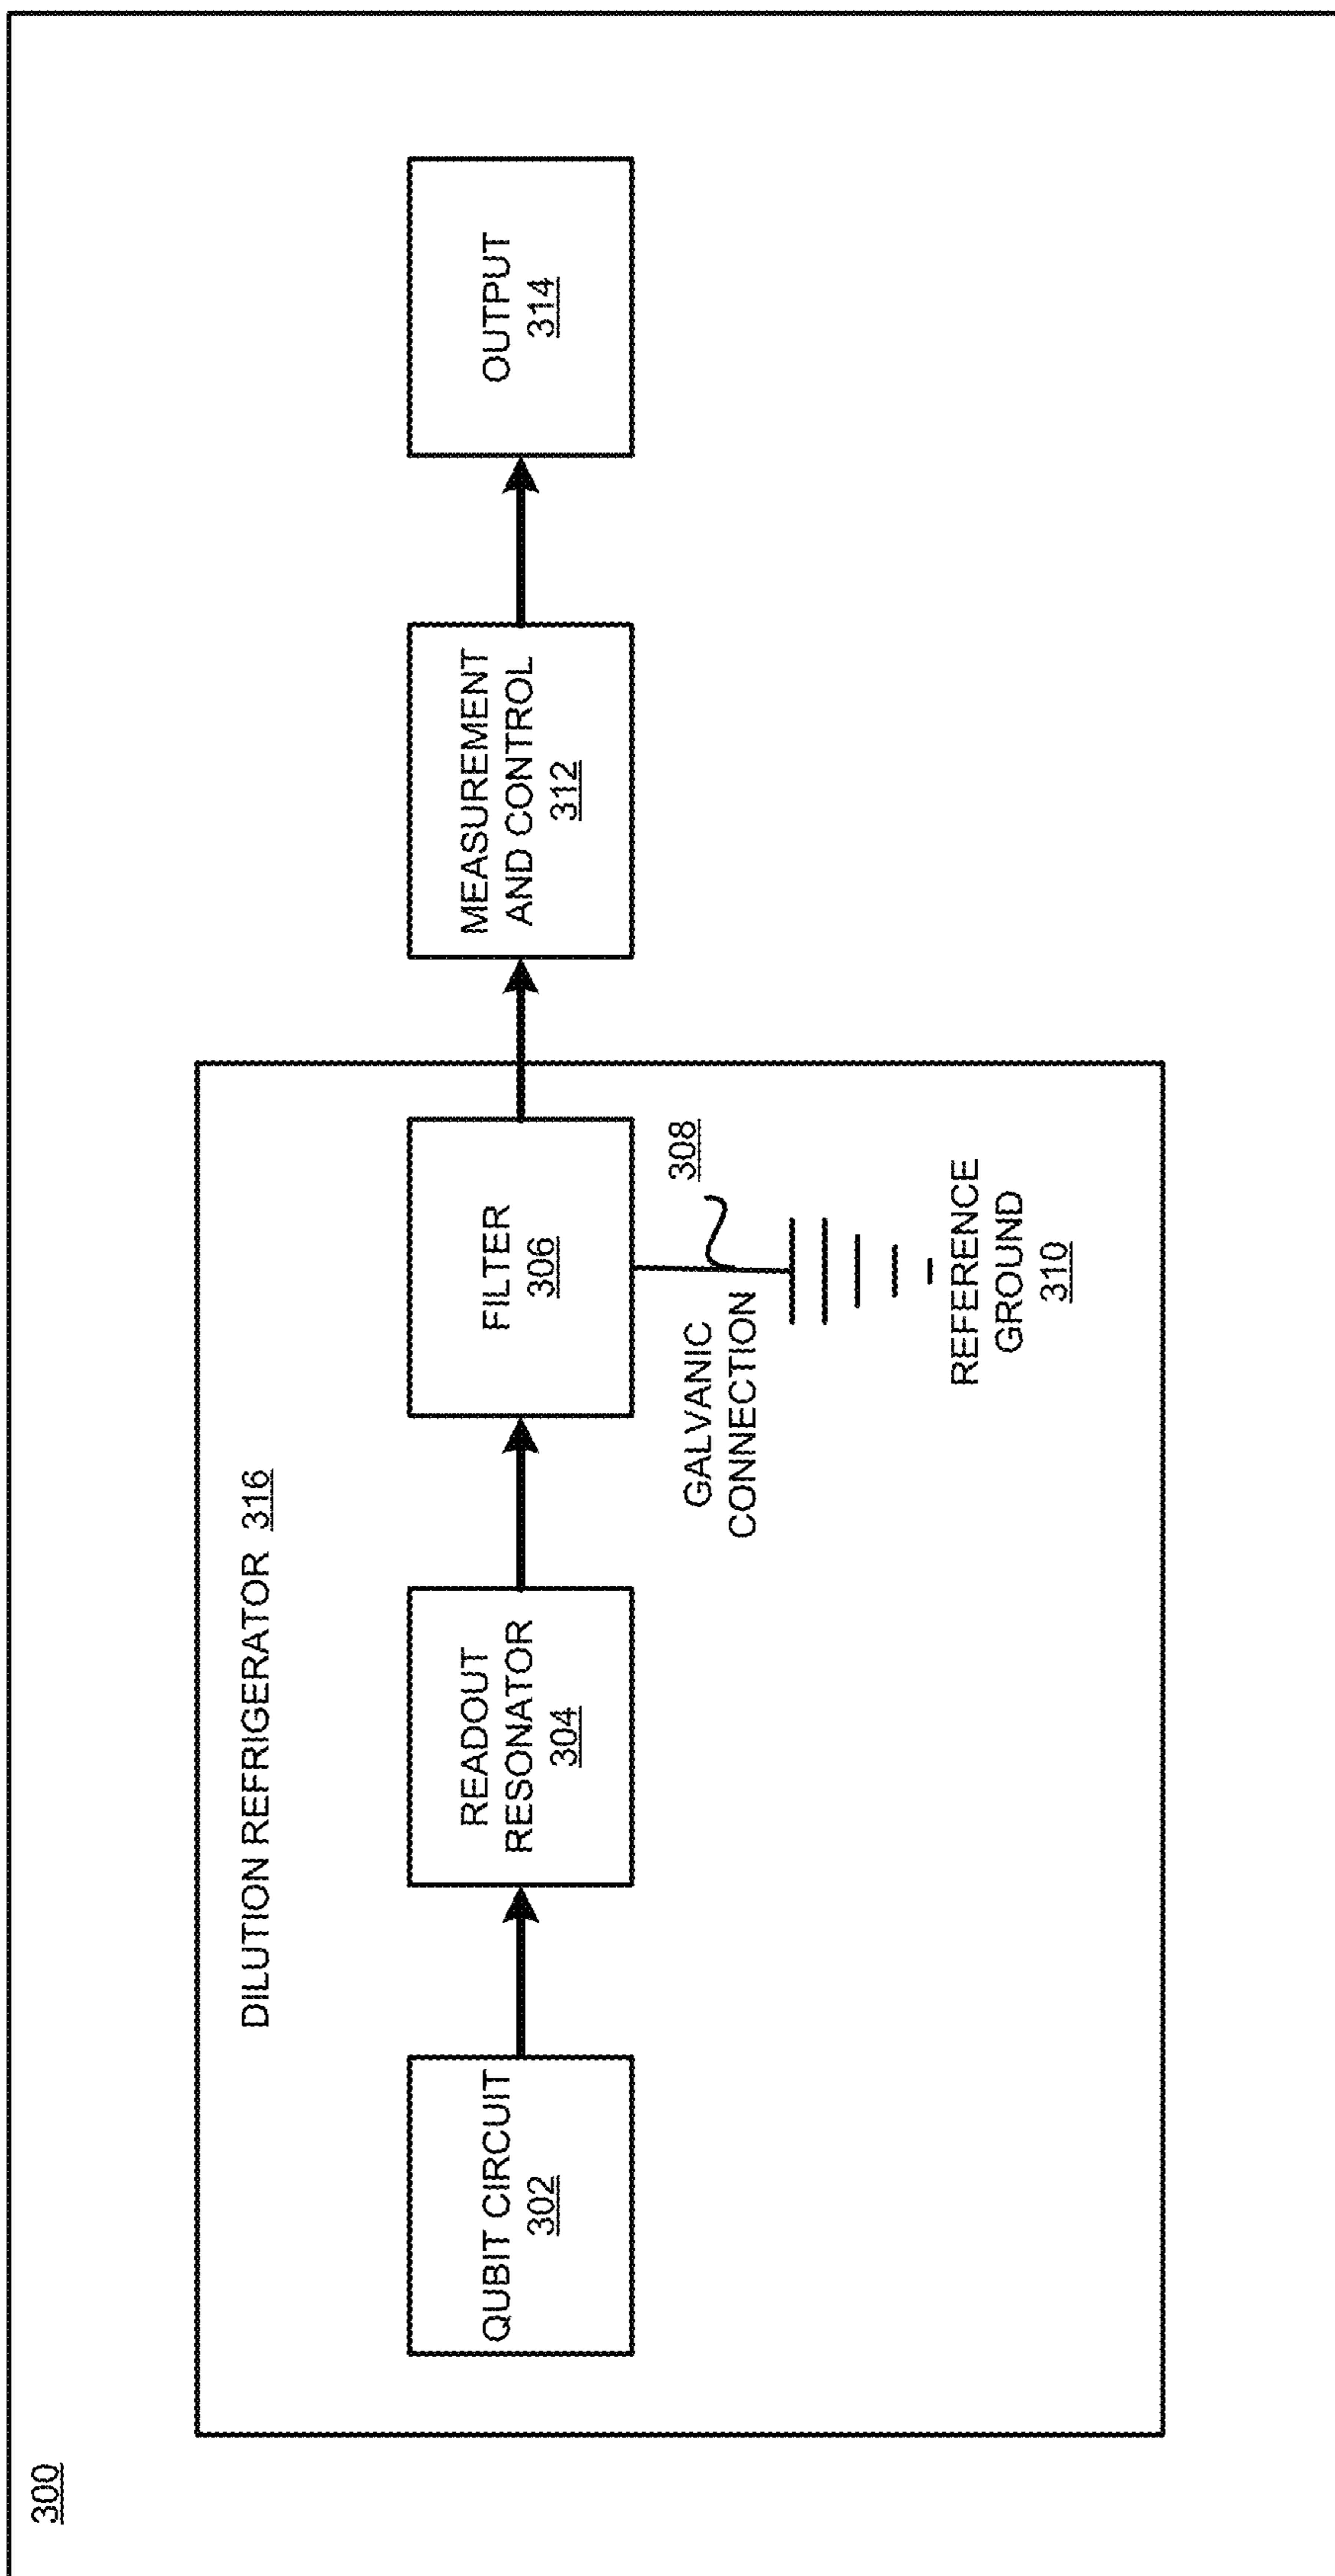 300
DILUTION REFRIGERATOR 316
QUBIT CIRCUIT
302
READOUT
RESONATOR
304
FILTER
306
GALVANIC
CONNECTION
308
REFERENCE
GROUND
310
MEASUREMENT
AND CONTROL
312
OUTPUT
314